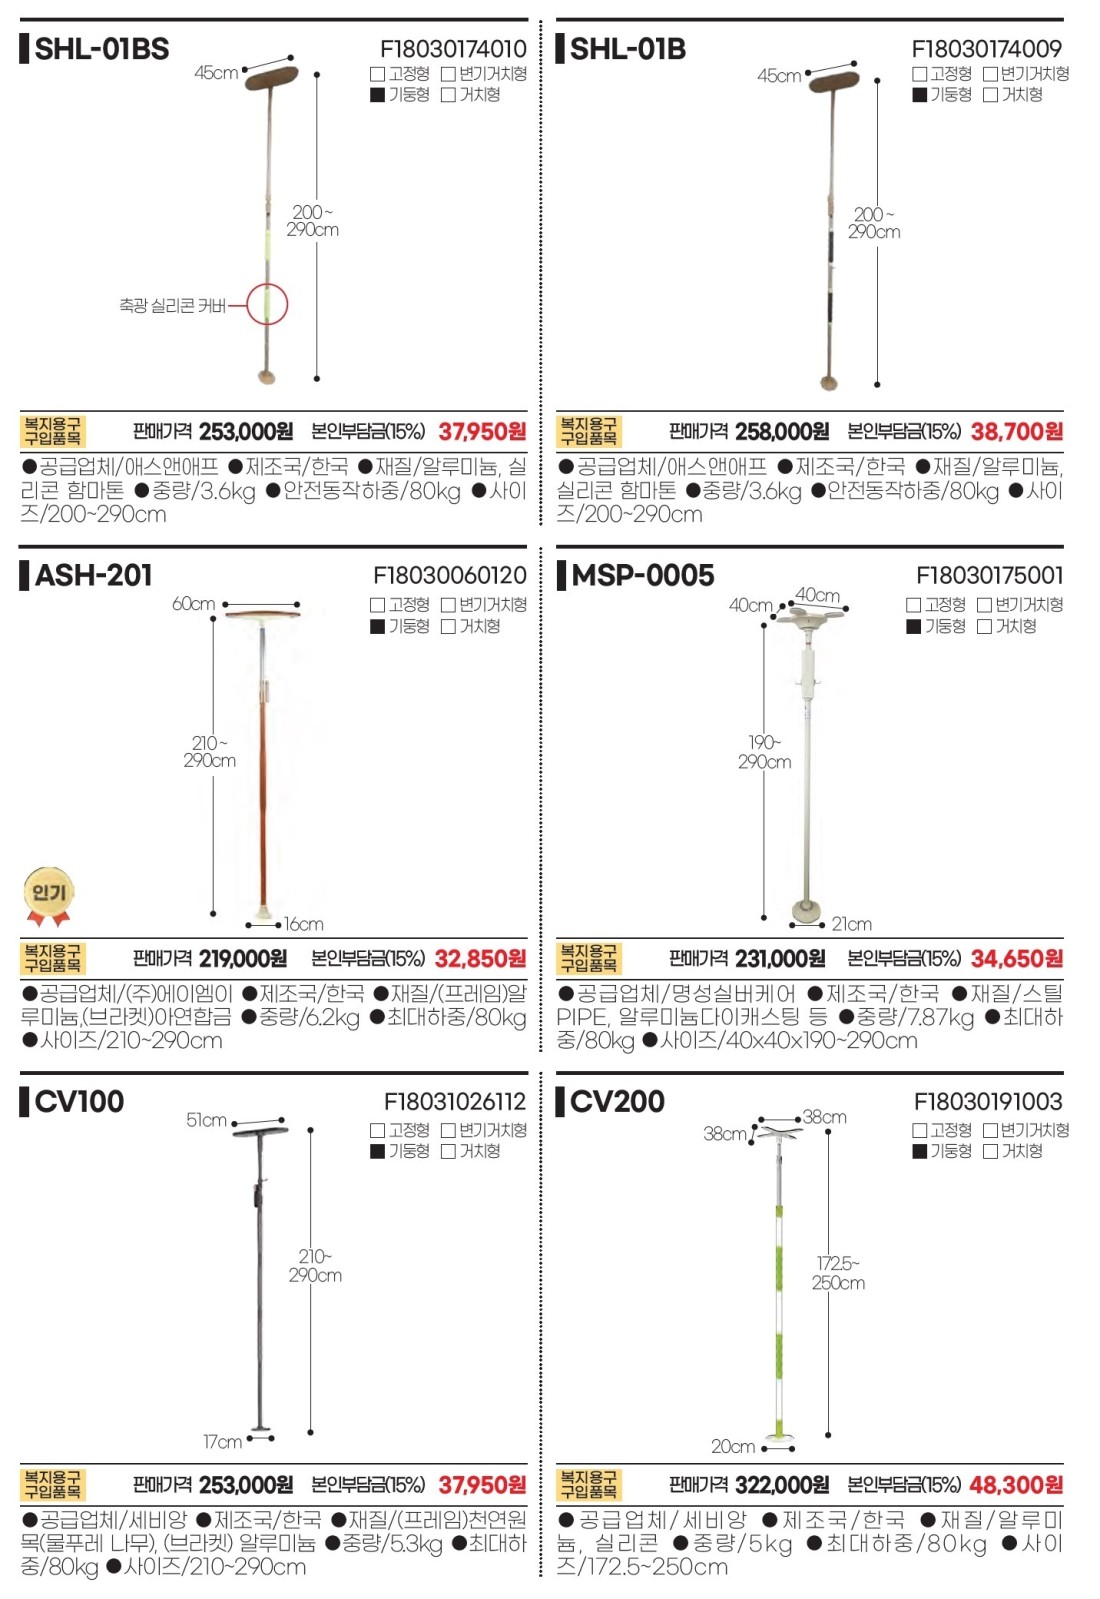 SHL-01BS
F18030174010
고정형 변기거치형
기둥형 거치형
45cm
200~
290cm
축광 실리콘 커버
복지용구
구입품목
판매가격 253,000원 본인부담금(15%) 37,950원
●공급업체/애스앤애프 ●제조국/한국 ●재질/알루미늄, 실
리콘 함마톤 ●중량/3.6kg ●안전동작하중/80kg ●사이
즈/200~290cm
SHL-01B
F18030174009
고정형 변기거치형
기둥형 거치형
45cm
200~
290cm
복지용구
구입품목
판매가격 258,000원 본인부담금(15%) 38,700원
●공급업체/애스앤애프 ●제조국/한국 ●재질/알루미늄,
실리콘 함마톤 ●중량/3.6kg ●안전동작하중/80kg ●사이
즈/200~290cm
ASH-201
F18030060120
고정형 변기거치형
기둥형 거치형
60cm
210~
290cm
인기
16cm
복지용구
구입품목
판매가격 219,000원 본인부담금(15%) 32,850원
●공급업체/(주)에이엠이 ●제조국/한국 ●재질/(프레임)알
루미늄,(브라켓)아연합금 ●중량/6.2kg ●최대하중/80kg
●사이즈/210~290cm
MSP-0005
F18030175001
고정형 변기거치형
기둥형 거치형
40cm 40cm
190~
290cm
21cm
복지용구
구입품목
판매가격 231,000원 본인부담금(15%) 34,650원
●공급업체/명성실버케어 ●제조국/한국 ●재질/스틸
PIPE, 알루미늄다이캐스팅 등 ●중량/7.87kg ●최대하
중/80kg ●사이즈/40x40x190~290cm
CV100
F18031026112
고정형 변기거치형
기둥형 거치형
51cm
210~
290cm
17cm
복지용구
구입품목
판매가격 253,000원 본인부담금(15%) 37,950원
●공급업체/세비앙 ●제조국/한국 ●재질/(프레임)천연원
목(물푸레 나무), (브라켓) 알루미늄 ●중량/5.3kg ●최대하
중/80kg ●사이즈/210~290cm
CV200
F18030191003
고정형 변기거치형
기둥형 거치형
38cm 38cm
172.5~
250cm
20cm
복지용구
구입품목
판매가격 322,000원 본인부담금(15%) 48,300원
●공급업체/세비앙 ●제조국/한국 ●재질/알루미
늄, 실리콘 ●중량/5kg ●최대하중/80kg ●사이
즈/172.5~250cm